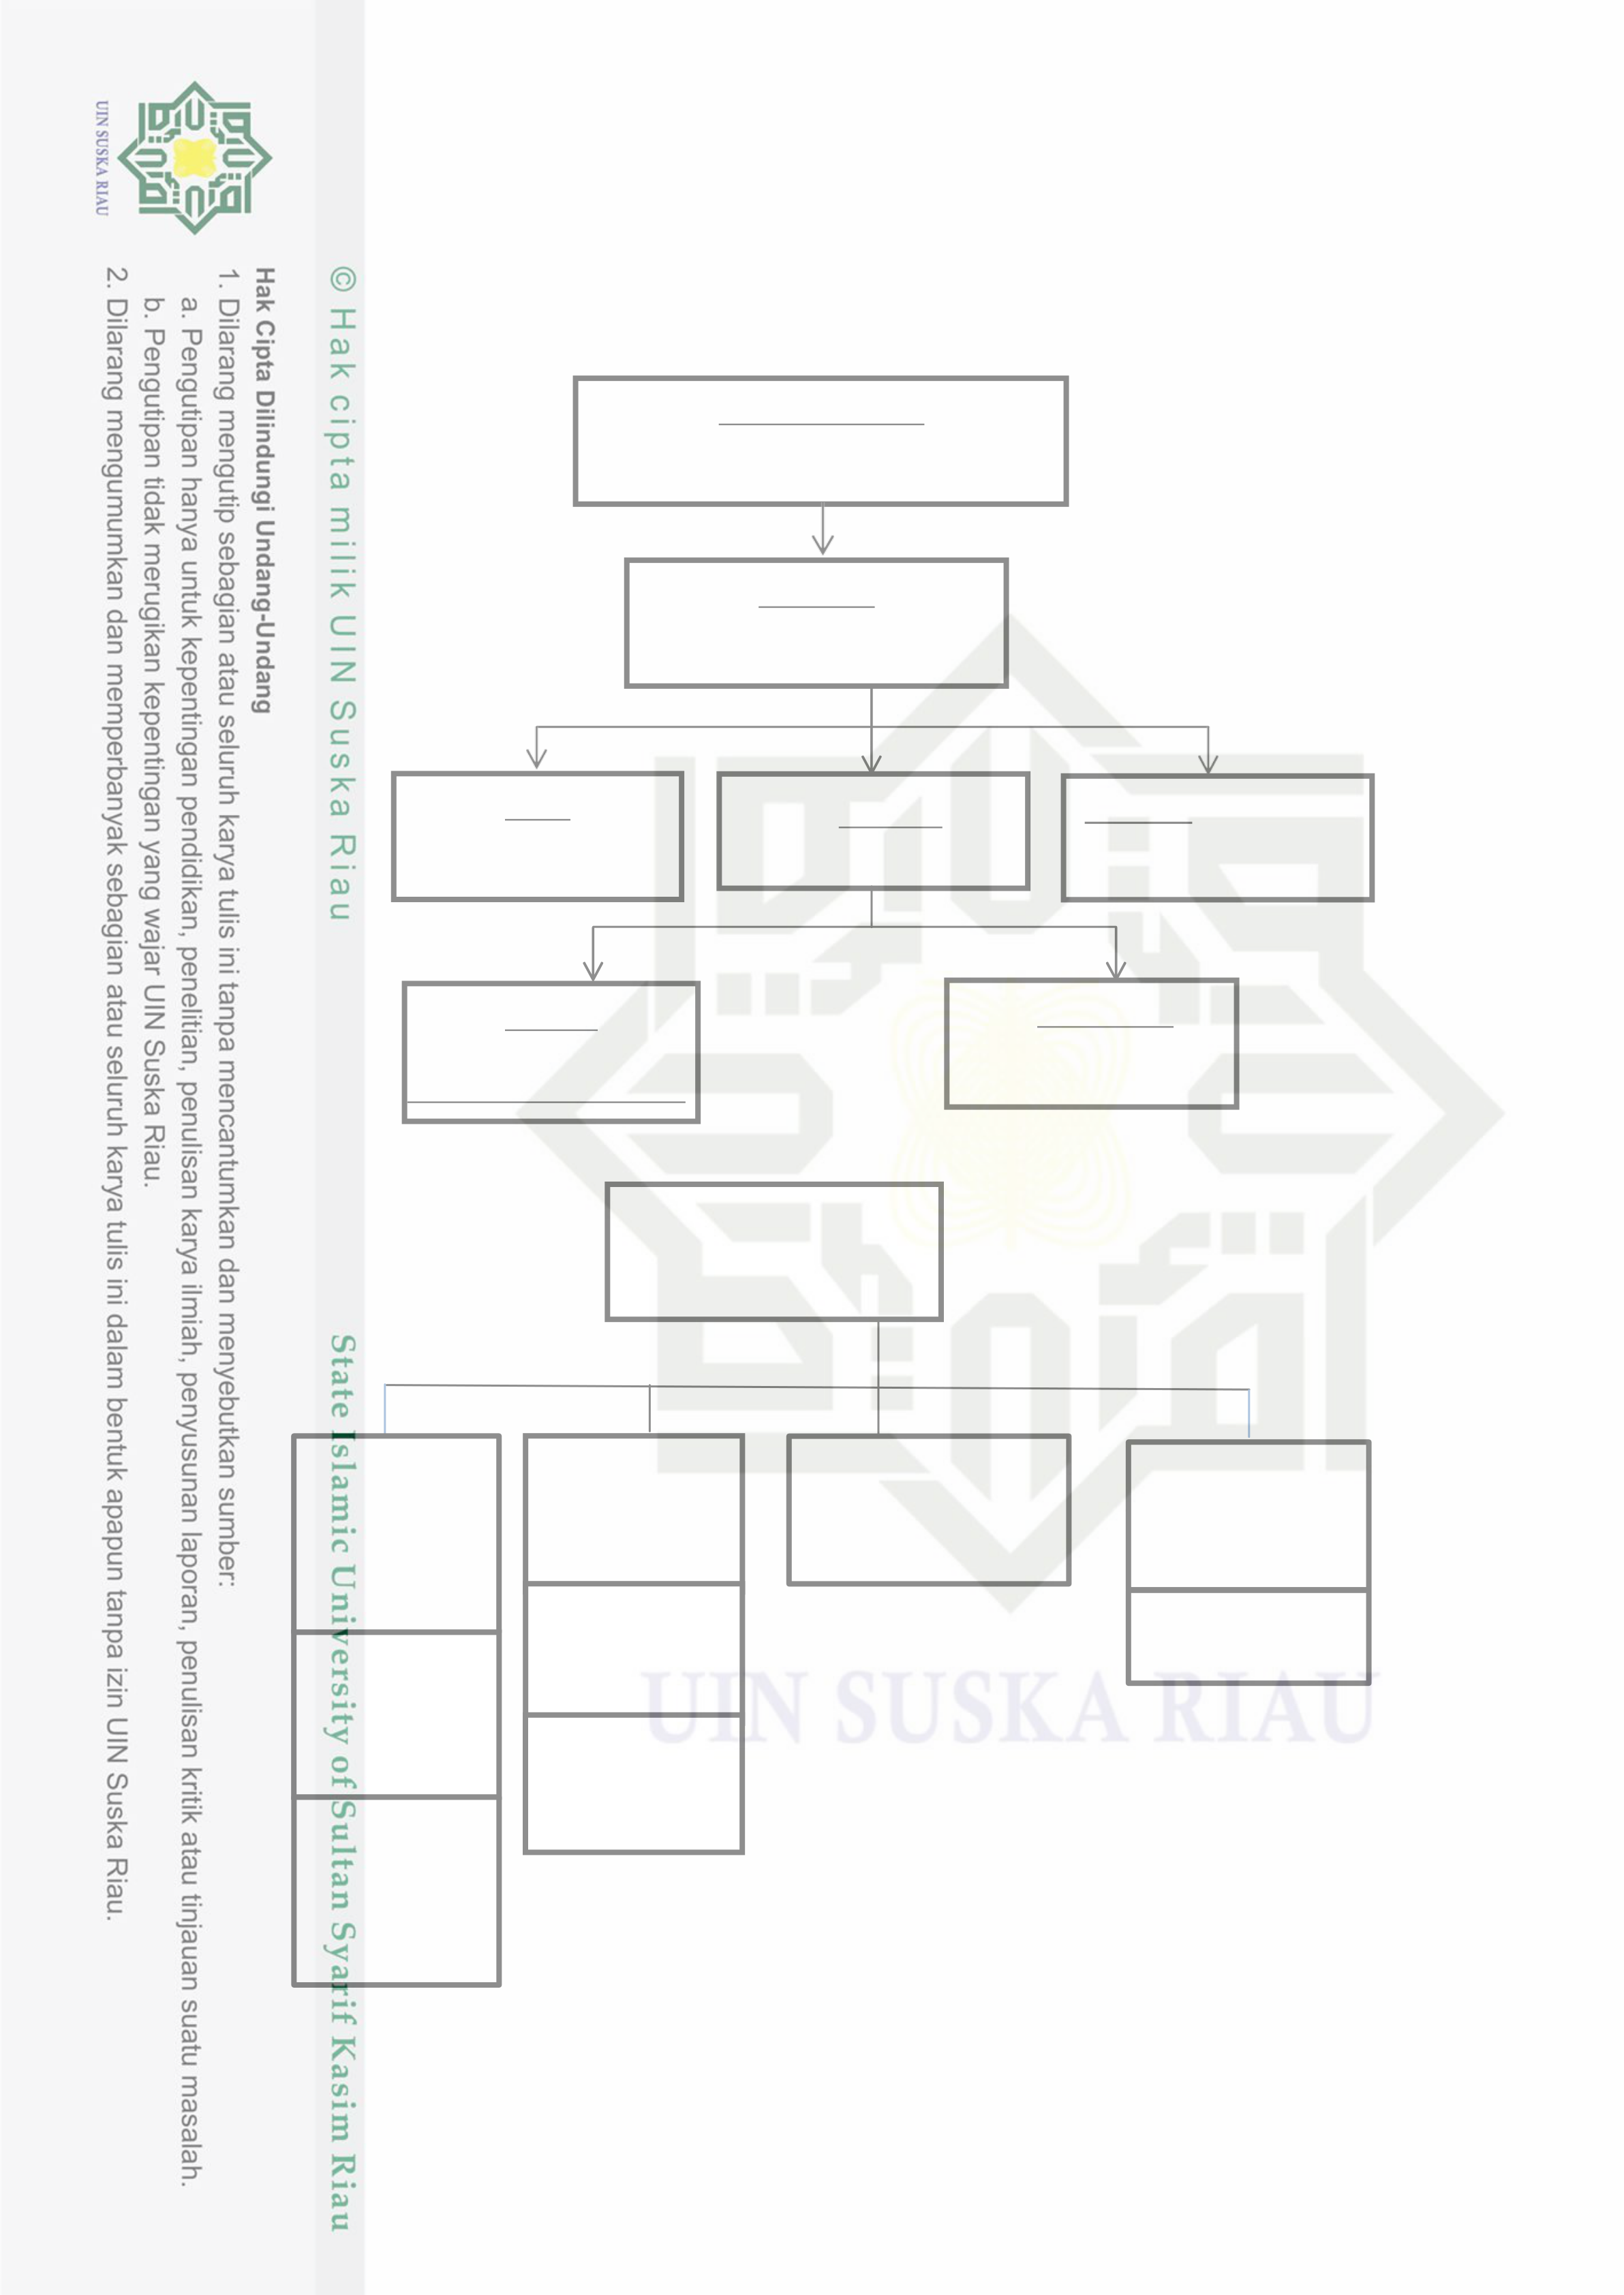 UIN SUSKA RIAU
Hak Cipta Dilindungi Undang-Undang
1. Dilarang mengutip sebagian atau seluruh karya tulis ini tanpa mencantumkan dan menyebutkan sumber:
a. Pengutipan hanya untuk kepentingan pendidikan, penelitian, penulisan karya ilmiah, penyusunan laporan, penulisan kritik atau tinjauan suatu masalah.
b. Pengutipan tidak merugikan kepentingan yang wajar UIN Suska Riau.
2. Dilarang mengumumkan dan memperbanyak sebagian atau seluruh karya tulis ini dalam bentuk apapun tanpa izin UIN Suska Riau.
© Hak cipta milik UIN Suska Riau
State Islamic University of Sultan Syarif Kasim Riau
UIN SUSKA RIAU